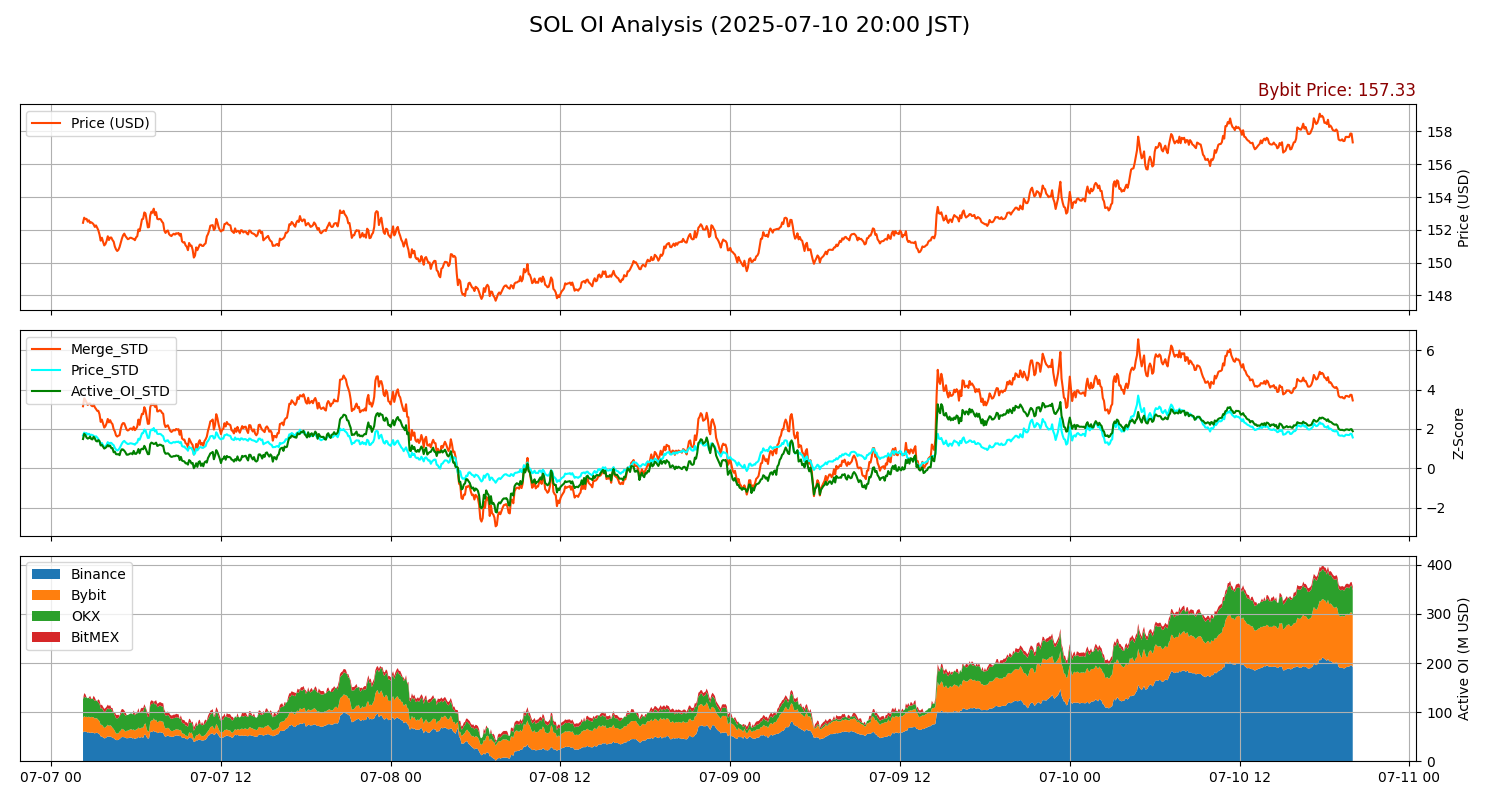 SOL OI Analysis (2025-07-10 20:00 JST)
Bybit Price: 157.33
Price (USD)
158
156
154
152
150
148
Price (USD)
Merge_STD
Price_STD
Active_OI_STD
6
4
2
0
−2
Z-Score
Binance
Bybit
OKX
BitMEX
400
300
200
100
0
Active OI (M USD)
07-07 00
07-07 12
07-08 00
07-08 12
07-09 00
07-09 12
07-10 00
07-10 12
07-11 00